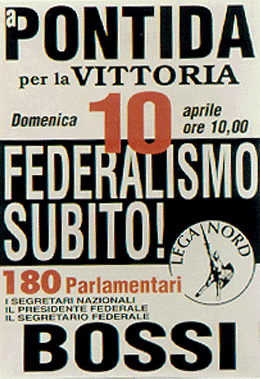 a PONTIDA
per la VITTORIA
Domenica 10 aprile
ore 10,00
FEDERALISMO
SUBITO!
LEGA NORD
180 Parlamentari
I SEGRETARI NAZIONALI
IL PRESIDENTE FEDERALE
IL SEGRETARIO FEDERALE
BOSSI